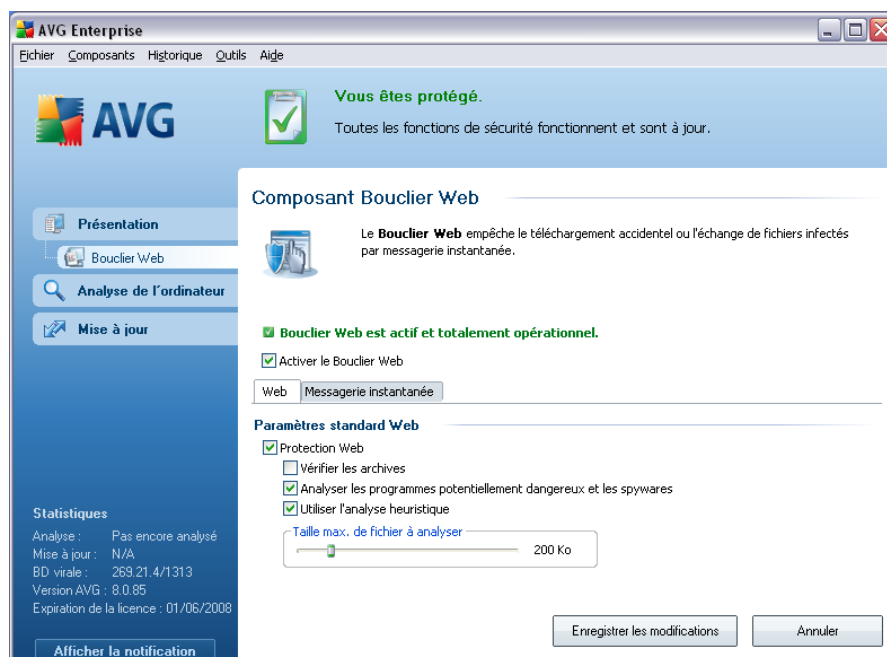 AVG Enterprise
Fichier Composants Historique Outils Aide
AVG
Vous êtes protégé.
Toutes les fonctions de sécurité fonctionnent et sont à jour.
Présentation
Bouclier Web
Analyse de l'ordinateur
Mise à jour
Statistiques
Analyse : Pas encore analysé
Mise à jour : N/A
BD virale : 269.21.4/1313
Version AVG : 8.0.85
Expiration de la licence : 01/06/2008
Afficher la notification
Composant Bouclier Web
Le Bouclier Web empêche le téléchargement accidentel ou l'échange de fichiers infectés
par messagerie instantanée.
Bouclier Web est actif et totalement opérationnel.
Activer le Bouclier Web
Web Messagerie instantanée
Paramètres standard Web
Protection Web
Vérifier les archives
Analyser les programmes potentiellement dangereux et les spywares
Utiliser l'analyse heuristique
Taille max. de fichier à analyser
200 Ko
Enregistrer les modifications Annuler